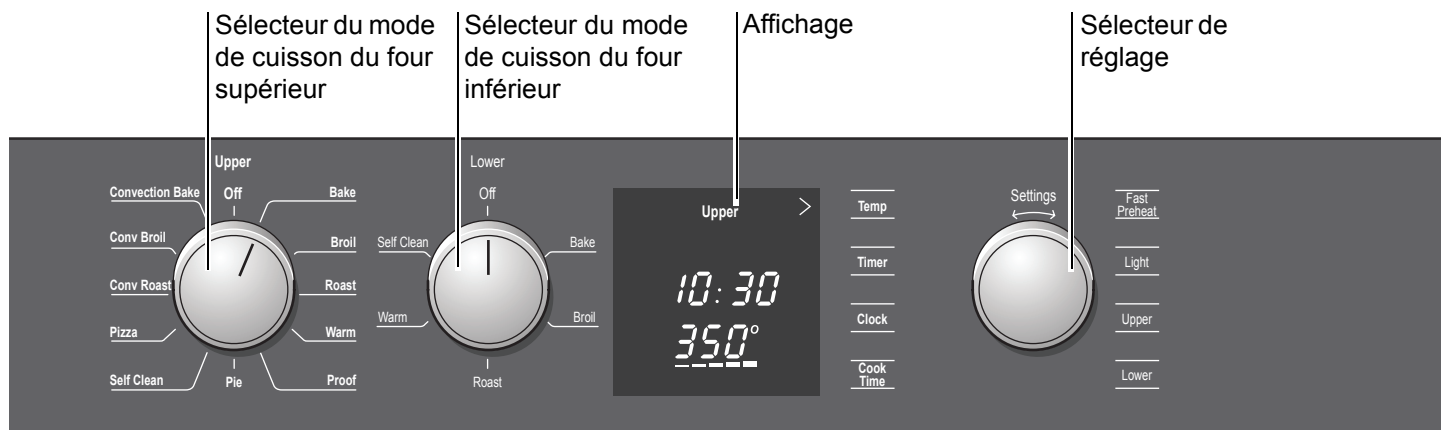 Sélecteur du mode
de cuisson du four
supérieur
Sélecteur du mode
de cuisson du four
inférieur
Affichage
Sélecteur de
réglage
Upper
Off
Bake
Broil
Roast
Warm
Proof
Pie
Self Clean
Pizza
Conv Roast
Conv Broil
Convection Bake
Lower
Off
Bake
Broil
Roast
Warm
Self Clean
Upper >
10:30
350°
Temp
Timer
Clock
Cook
Time
Settings
Fast
Preheat
Light
Upper
Lower